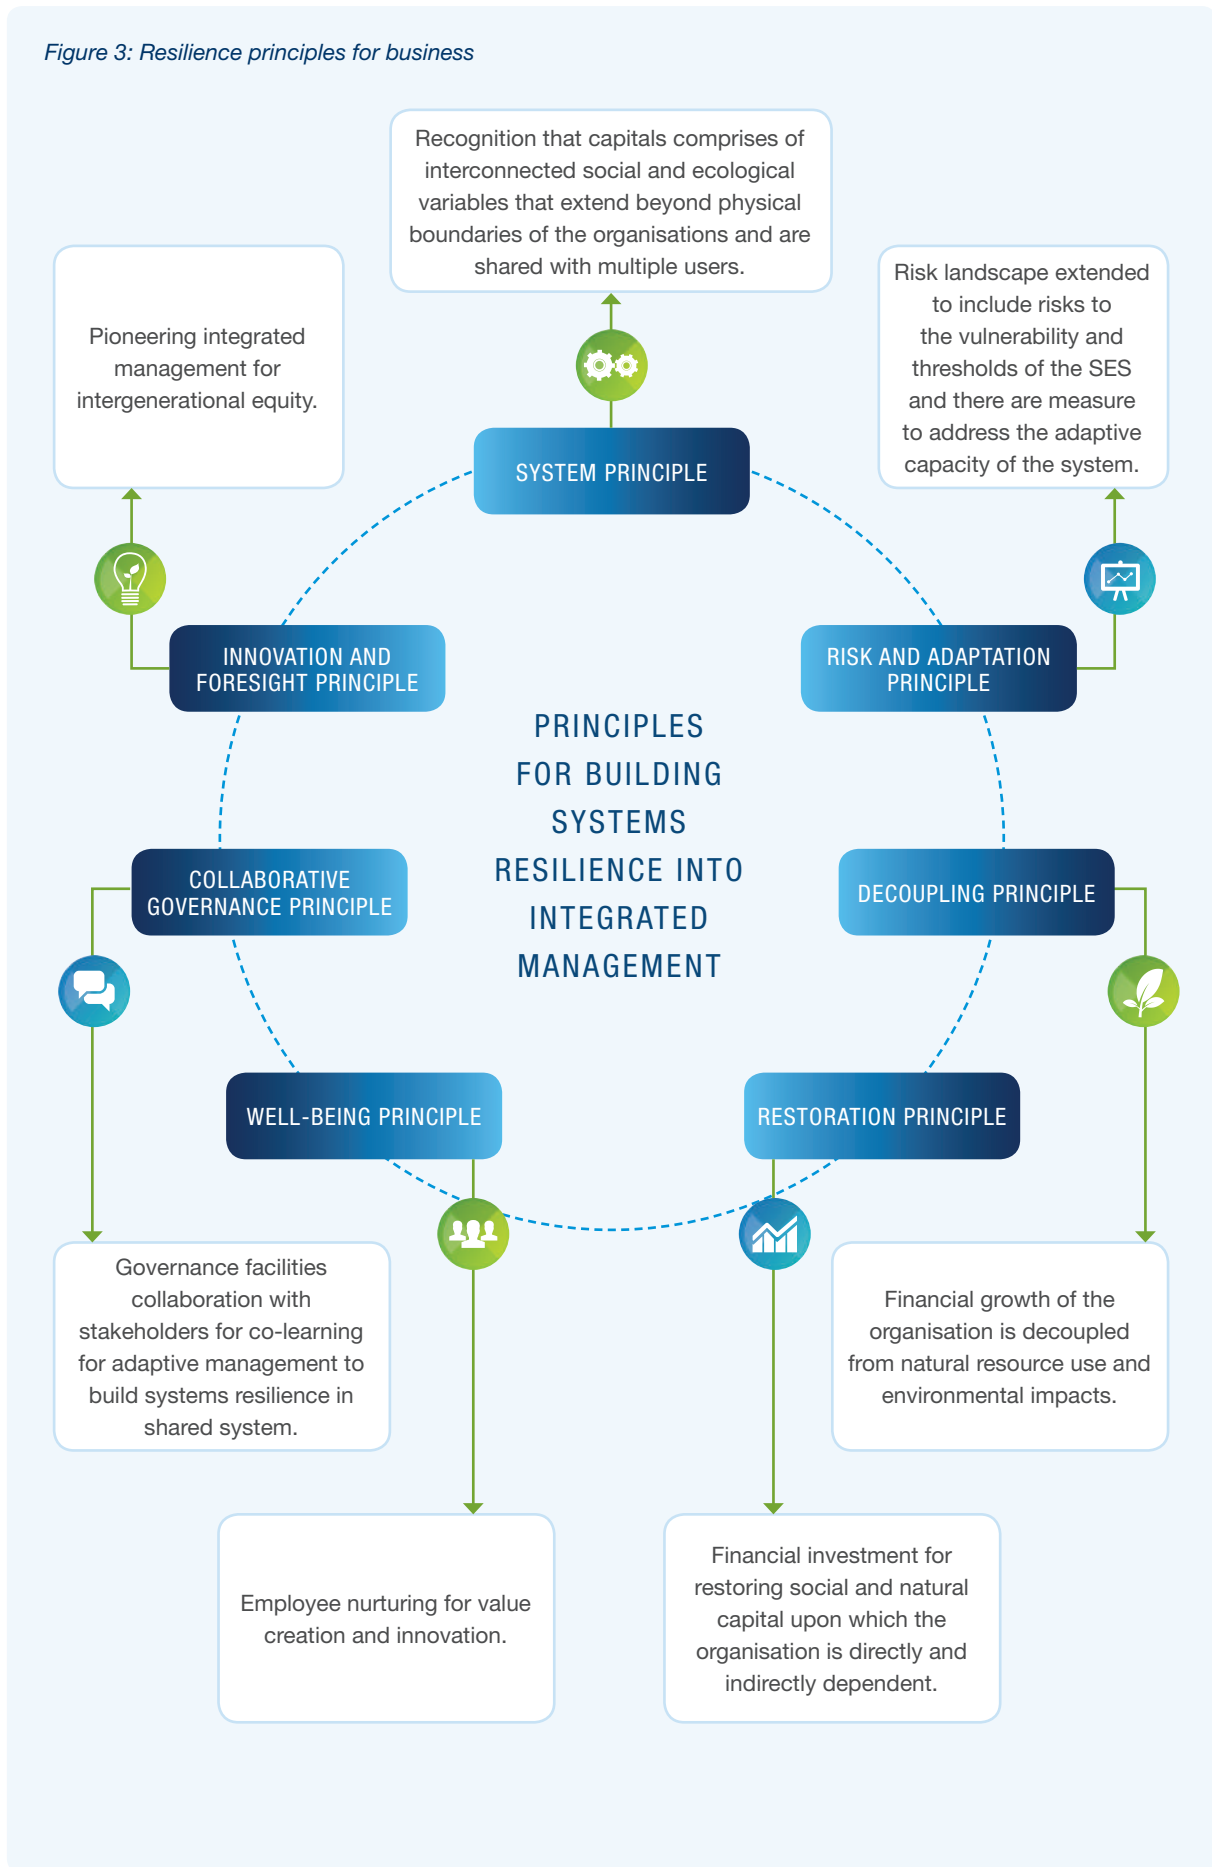 Figure 3: Resilience principles for business
Recognition that capitals comprises of
interconnected social and ecological
variables that extend beyond physical
boundaries of the organisations and are
shared with multiple users.
Pioneering integrated
management for
intergenerational equity.
Risk landscape extended
to include risks to
the vulnerability and
thresholds of the SES
and there are measure
to address the adaptive
capacity of the system.
SYSTEM PRINCIPLE
INNOVATION AND
FORESIGHT PRINCIPLE
RISK AND ADAPTATION
PRINCIPLE
PRINCIPLES
FOR BUILDING
SYSTEMS
RESILIENCE INTO
INTEGRATED
MANAGEMENT
COLLABORATIVE
GOVERNANCE PRINCIPLE
DECOUPLING PRINCIPLE
WELL-BEING PRINCIPLE
RESTORATION PRINCIPLE
Governance facilities
collaboration with
stakeholders for co-learning
for adaptive management to
build systems resilience in
shared system.
Financial growth of the
organisation is decoupled
from natural resource use and
environmental impacts.
Employee nurturing for value
creation and innovation.
Financial investment for
restoring social and natural
capital upon which the
organisation is directly and
indirectly dependent.